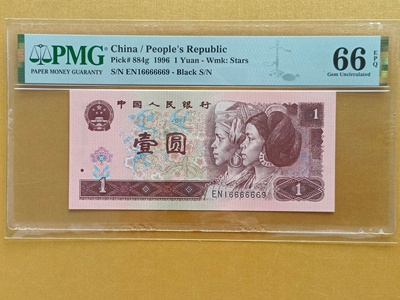 PMG
PAPER MONEY GUARANTY
China / People's Republic
Pick# 884g 1996 1 Yuan - Wmk: Stars
S/N EN16666669 - Black S/N
66 EPQ
Gem Uncirculated
中国人民银行
1
壹圆
1
EN16666669
1